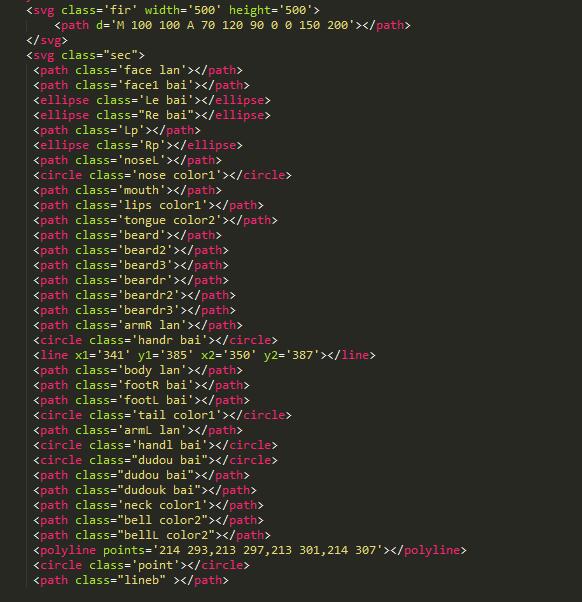 <svg class='fir' width='500' height='500'>
<path d='M 100 100 A 70 120 90 0 0 150 200'></path>
</svg>
<svg class="sec">
<path class='face lan'></path>
<path class='face1 bai'></path>
<ellipse class='Le bai'></ellipse>
<ellipse class="Re bai"></ellipse>
<path class='Lp'></path>
<ellipse class='Rp'></ellipse>
<path class='noseL'></path>
<circle class='nose color1'></circle>
<path class='mouth'></path>
<path class='lips color1'></path>
<path class='tongue color2'></path>
<path class='beard'></path>
<path class='beard2'></path>
<path class='beard3'></path>
<path class='beardr'></path>
<path class='beardr2'></path>
<path class='beardr3'></path>
<path class='armR lan'></path>
<circle class='handr bai'></circle>
<line x1='341' y1='385' x2='350' y2='387'></line>
<path class='body lan'></path>
<path class='footR bai'></path>
<path class='footL bai'></path>
<circle class='tail color1'></circle>
<path class='armL lan'></path>
<circle class='handl bai'></circle>
<circle class="dudou bai"></circle>
<path class="dudou bai"></path>
<path class="dudouk bai"></path>
<path class='neck color1'></path>
<path class="bell color2"></path>
<path class="bellL color2"></path>
<polyline points='214 293,213 297,213 301,214 307'></polyline>
<circle class='point'></circle>
<path class="lineb" ></path>